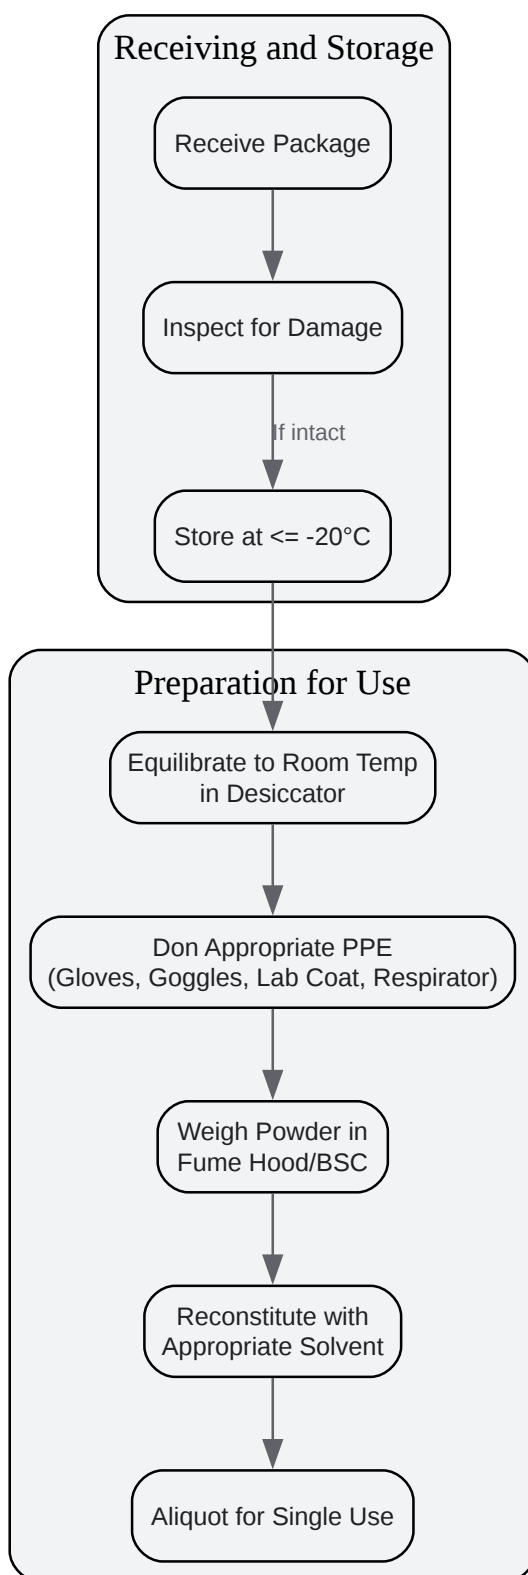 Receiving and Storage
Receive Package
Inspect for Damage
If intact
Store at <= -20°C
Preparation for Use
Equilibrate to Room Temp
in Desiccator
Don Appropriate PPE
(Gloves, Goggles, Lab Coat, Respirator)
Weigh Powder in
Fume Hood/BSC
Reconstitute with
Appropriate Solvent
Aliquot for Single Use